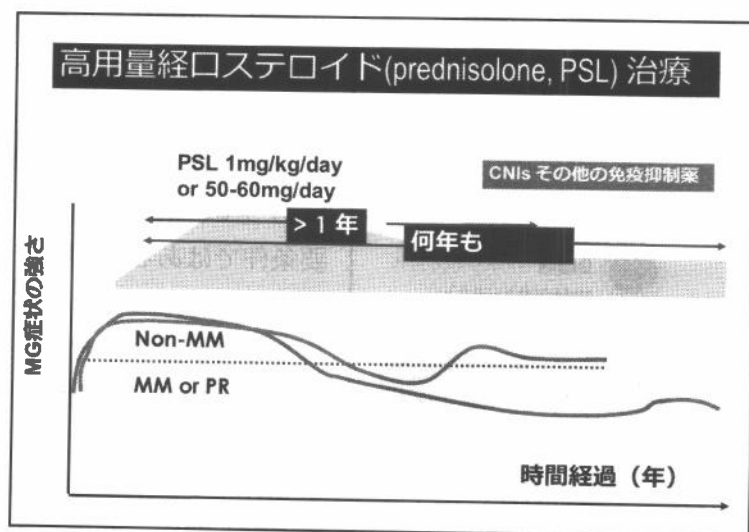 高用量経口ステロイド(prednisolone, PSL) 治療
PSL 1mg/kg/day
or 50-60mg/day
CNIs その他の免疫抑制薬
> 1 年
何年も
MG症状の強さ
Non-MM
MM or PR
時間経過（年）